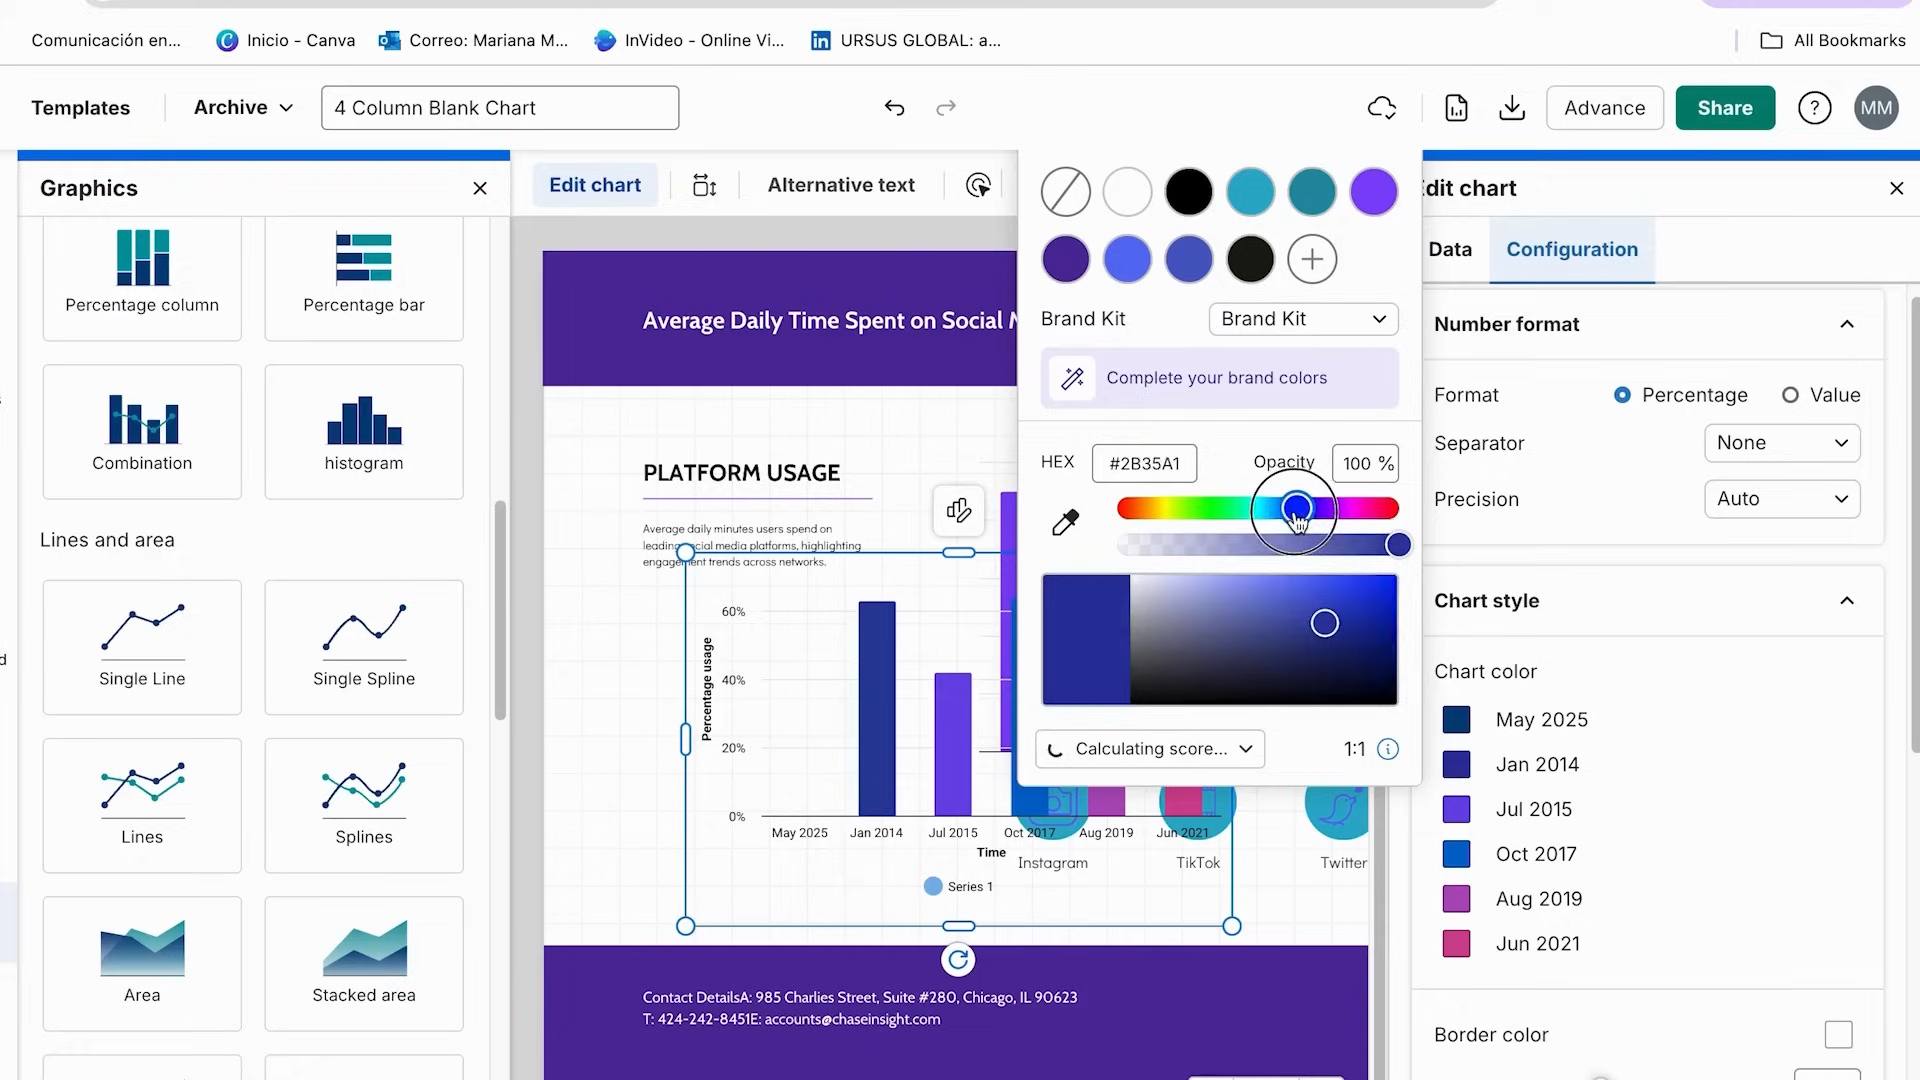 Comunicación en...
Inicio - Canva
Correo: Mariana M...
InVideo - Online Vi...
URSUS GLOBAL: a...
All Bookmarks
Templates
Archive
4 Column Blank Chart
Advance
Share
?
MM
Graphics
Percentage column
Percentage bar
Combination
histogram
Lines and area
Single Line
Single Spline
Lines
Splines
Area
Stacked area
Edit chart
Alternative text
Average Daily Time Spent on Social M
PLATFORM USAGE
Average daily minutes users spend on
leading social media platforms, highlighting
engagement trends across networks.
60%
40%
20%
0%
Percentage usage
May 2025
Jan 2014
Jul 2015
Oct 2017
Aug 2019
Jun 2021
Time
Series 1
Instagram
TikTok
Twitter
Contact DetailsA: 985 Charlies Street, Suite #280, Chicago, IL 90623
T: 424-242-8451E: accounts@chaseinsight.com
Brand Kit
Brand Kit
Complete your brand colors
HEX
#2B35A1
Opacity
100 %
Calculating score...
1:1
Edit chart
Data
Configuration
Number format
Format
Percentage
Value
Separator
None
Precision
Auto
Chart style
Chart color
May 2025
Jan 2014
Jul 2015
Oct 2017
Aug 2019
Jun 2021
Border color